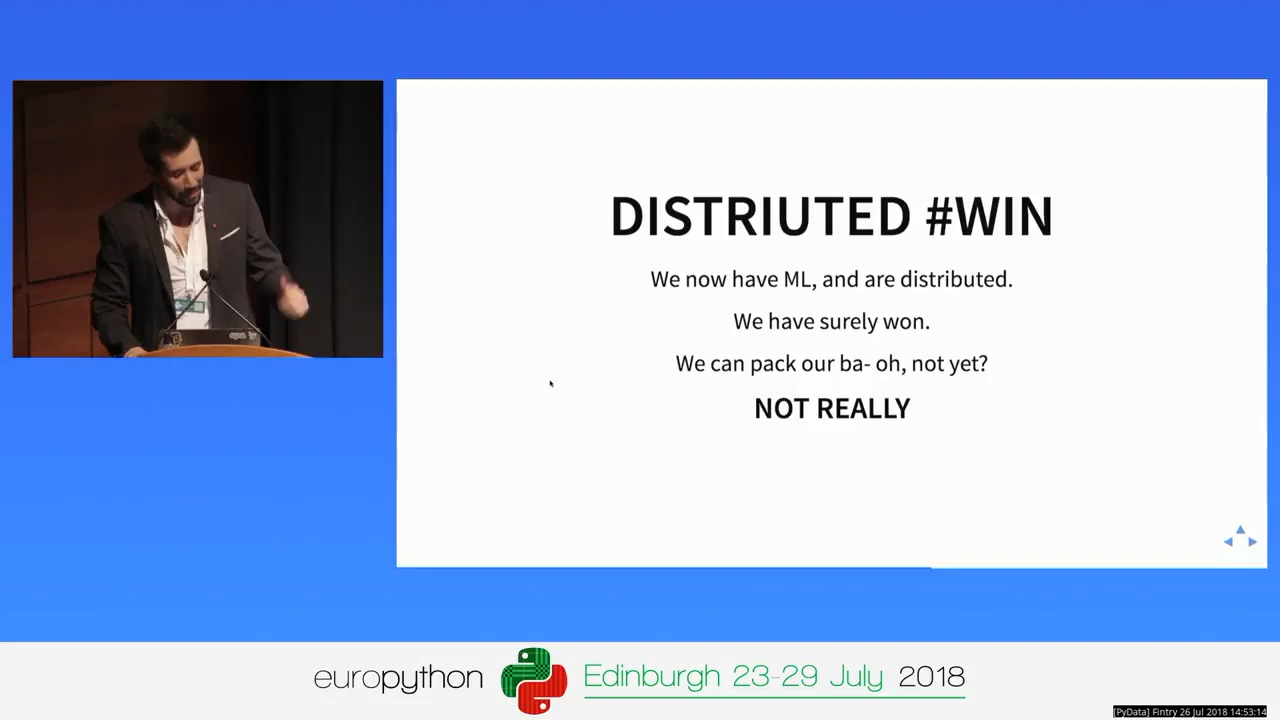 DISTRIUTED #WIN
We now have ML, and are distributed.
We have surely won.
We can pack our ba- oh, not yet?
NOT REALLY
europython Edinburgh 23-29 July 2018
[PyData] Fintry 26 Jul 2018 14:53:14